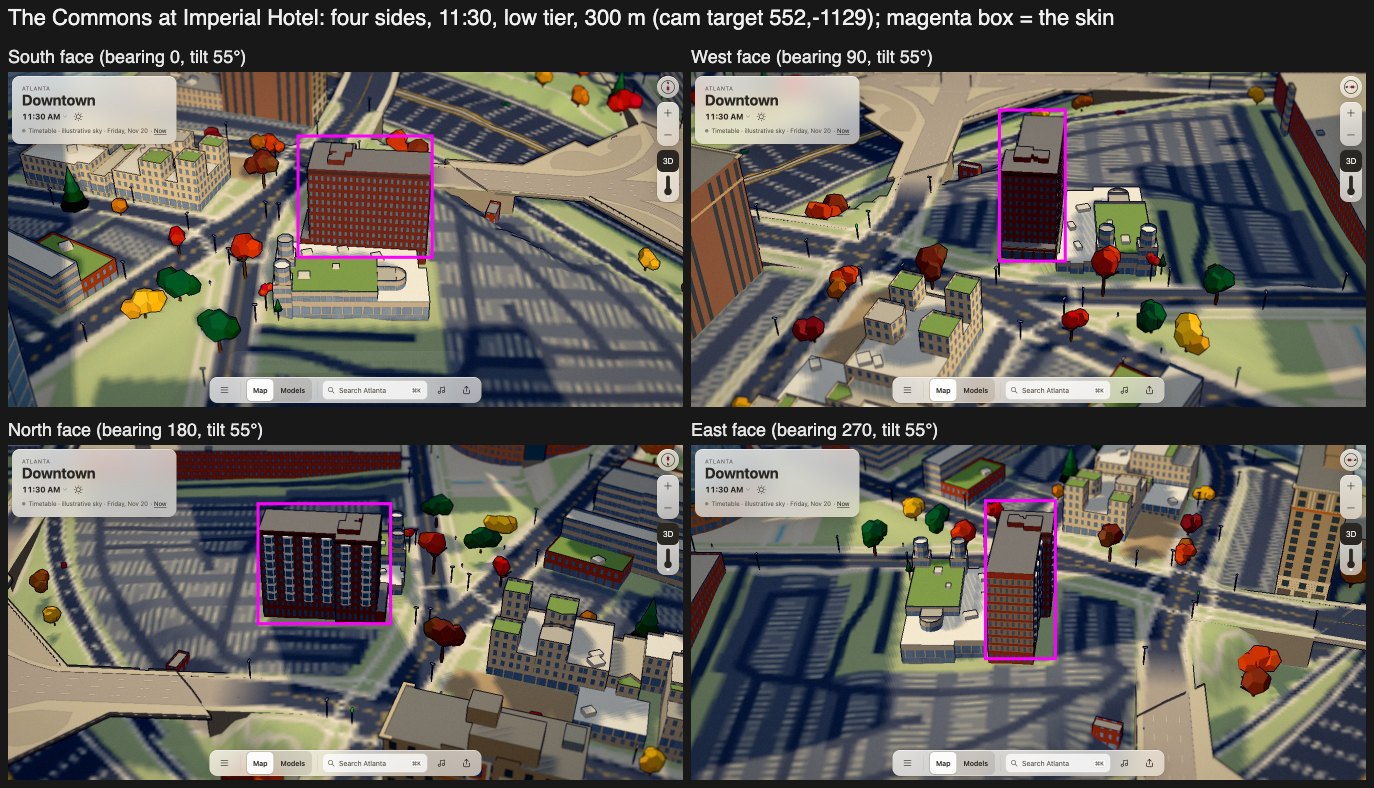 The Commons at Imperial Hotel: four sides, 11:30, low tier, 300 m (cam target 552,-1129); magenta box = the skin
South face (bearing 0, tilt 55°)
ATLANTA
Downtown
11:30 AM
Timetable · illustrative sky · Friday, Nov 20 · Now
+
−
3D
Map
Models
Search Atlanta
⌘K
West face (bearing 90, tilt 55°)
ATLANTA
Downtown
11:30 AM
Timetable · illustrative sky · Friday, Nov 20 · Now
+
−
3D
Map
Models
Search Atlanta
⌘K
North face (bearing 180, tilt 55°)
ATLANTA
Downtown
11:30 AM
Timetable · illustrative sky · Friday, Nov 20 · Now
+
−
3D
Map
Models
Search Atlanta
⌘K
East face (bearing 270, tilt 55°)
ATLANTA
Downtown
11:30 AM
Timetable · illustrative sky · Friday, Nov 20 · Now
+
−
3D
Map
Models
Search Atlanta
⌘K